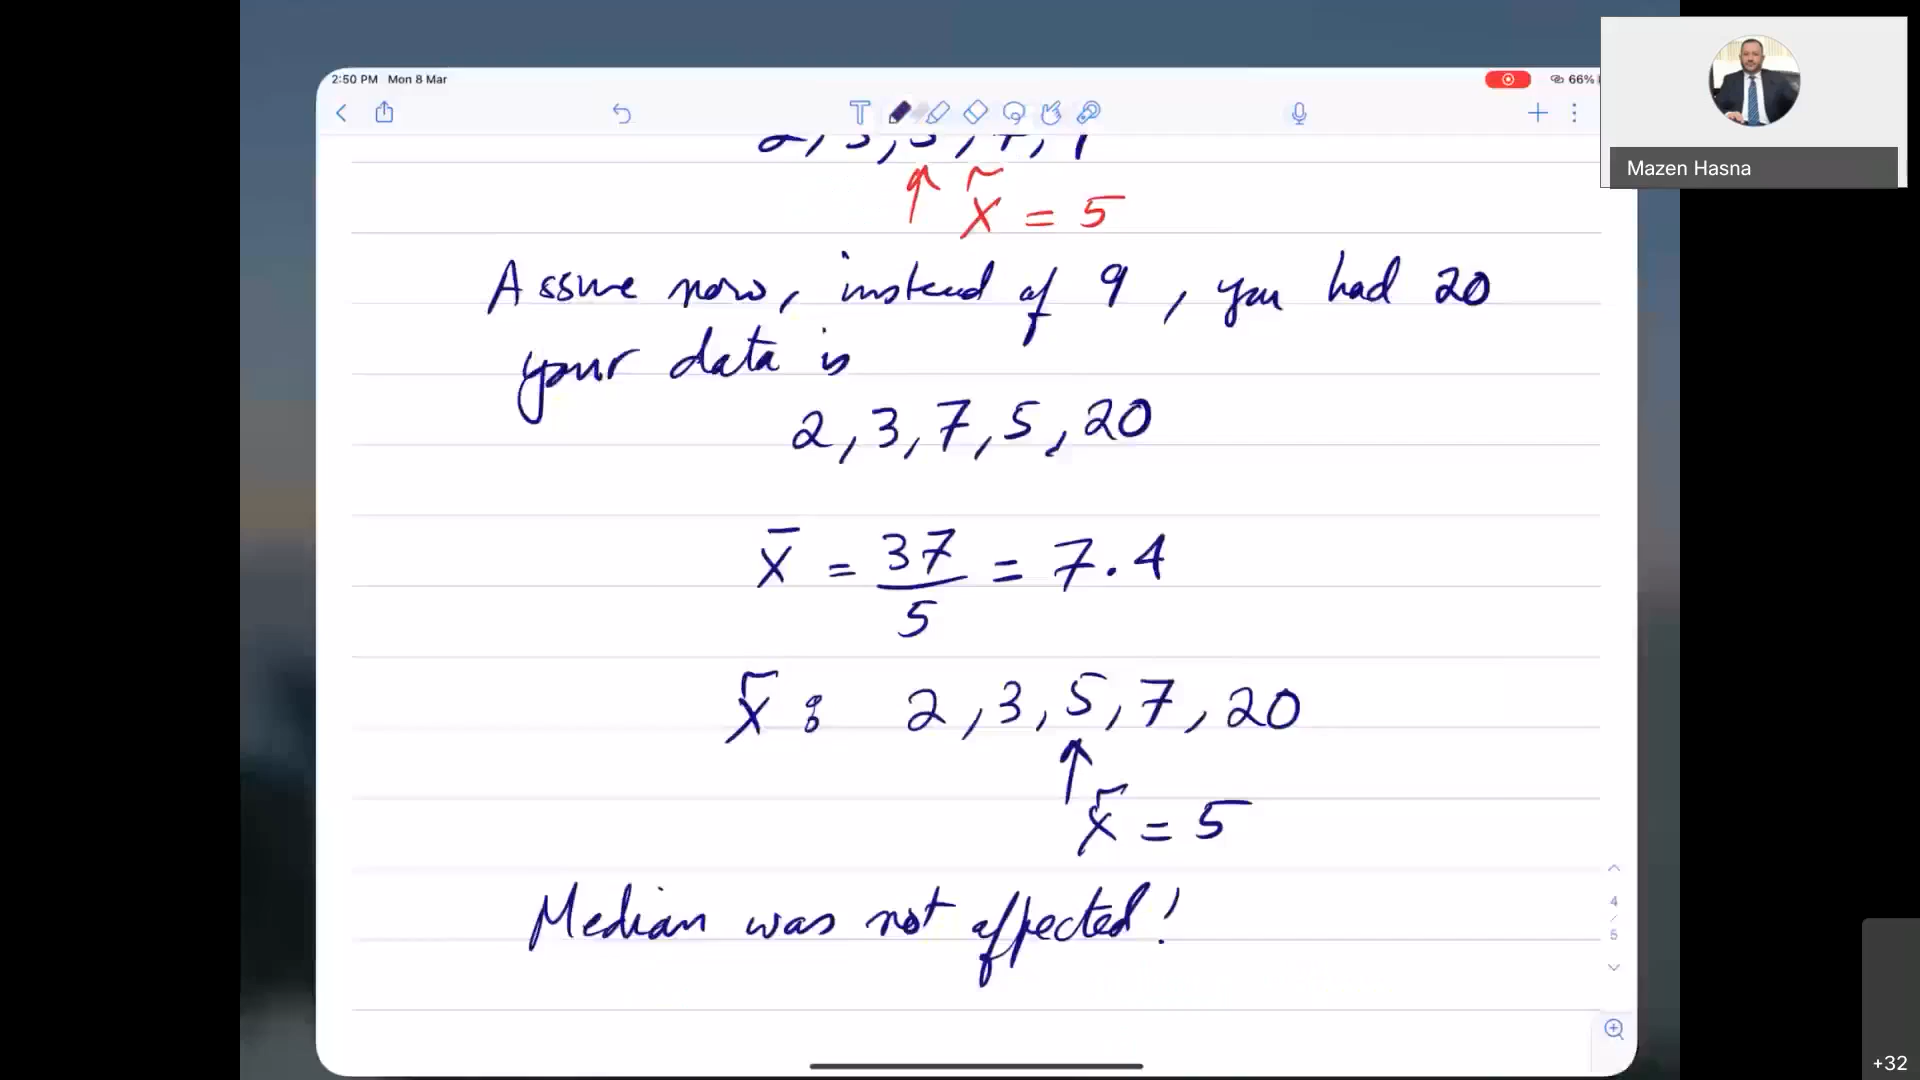 2:50 PM Mon 8 Mar
66%
Mazen Hasna
x̃ = 5
Assume now, instead of 9, you had 20
your data is
2, 3, 7, 5, 20
x̄ = 37/5 = 7.4
x̃ : 2, 3, 5, 7, 20
x̃ = 5
Median was not affected!
4
5
+32